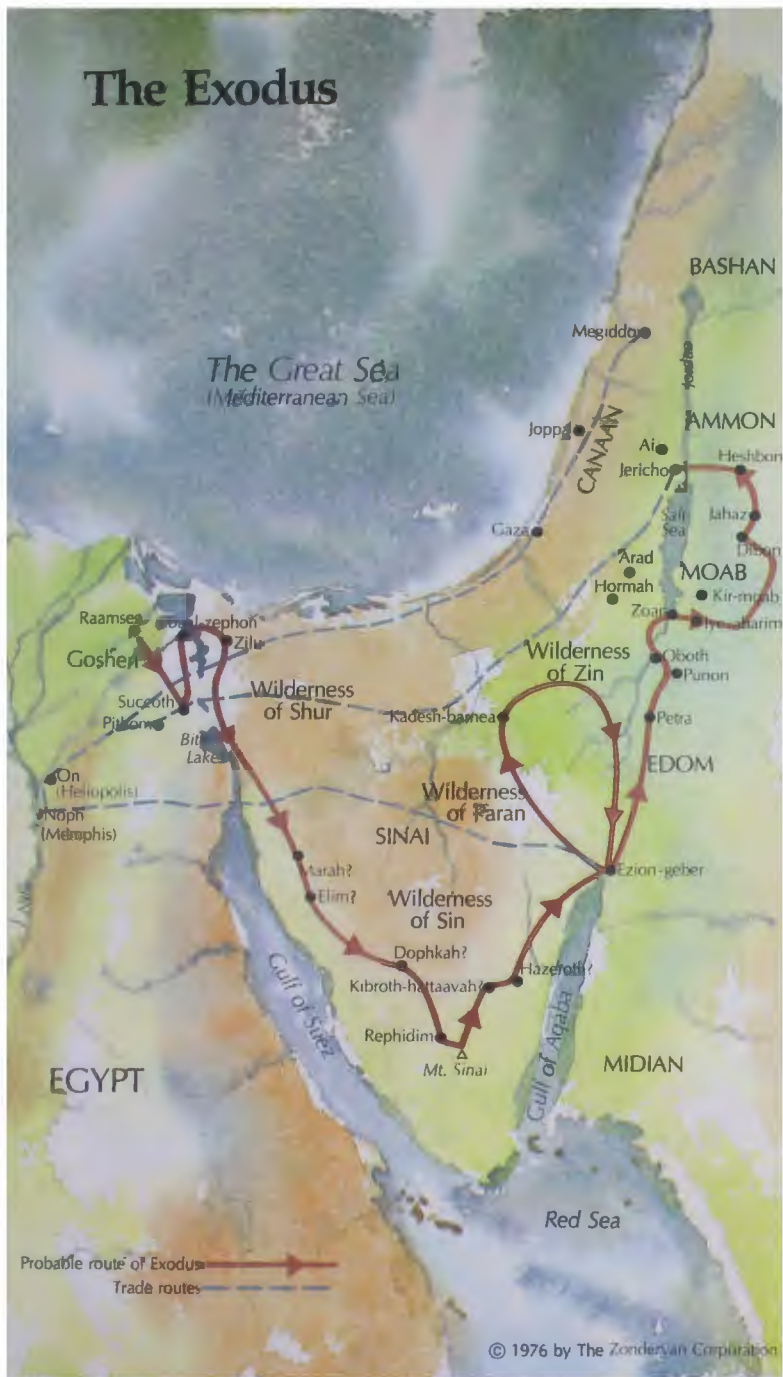 The Exodus
BASHAN
Megiddo
The Great Sea
(Mediterranean Sea)
Jordan
AMMON
Joppa
CANAAN
Ai
Heshbon
Jericho
Salt
Sea
Jahaz
Gaza
Dibon
Arad
MOAB
Hormah
Kir-moab
Zoar
Raamses
Zilu
Goshen
Wilderness
of Zin
Oboth
Punon
Wilderness
of Shur
Succoth
Pithom
Kadesh-barnea
Petra
Lakes
EDOM
On
(Heliopolis)
Wilderness
of Paran
Noph
(Memphis)
SINAI
Ezion-geber
Marah?
Elim?
Wilderness
of Sin
Dophkah?
Hazeroth?
Kibroth-hattaavah?
Gulf of Suez
Rephidim
Gulf of Aqaba
Mt. Sinai
MIDIAN
EGYPT
Red Sea
Probable route of Exodus
Trade routes
© 1976 by The Zondervan Corporation